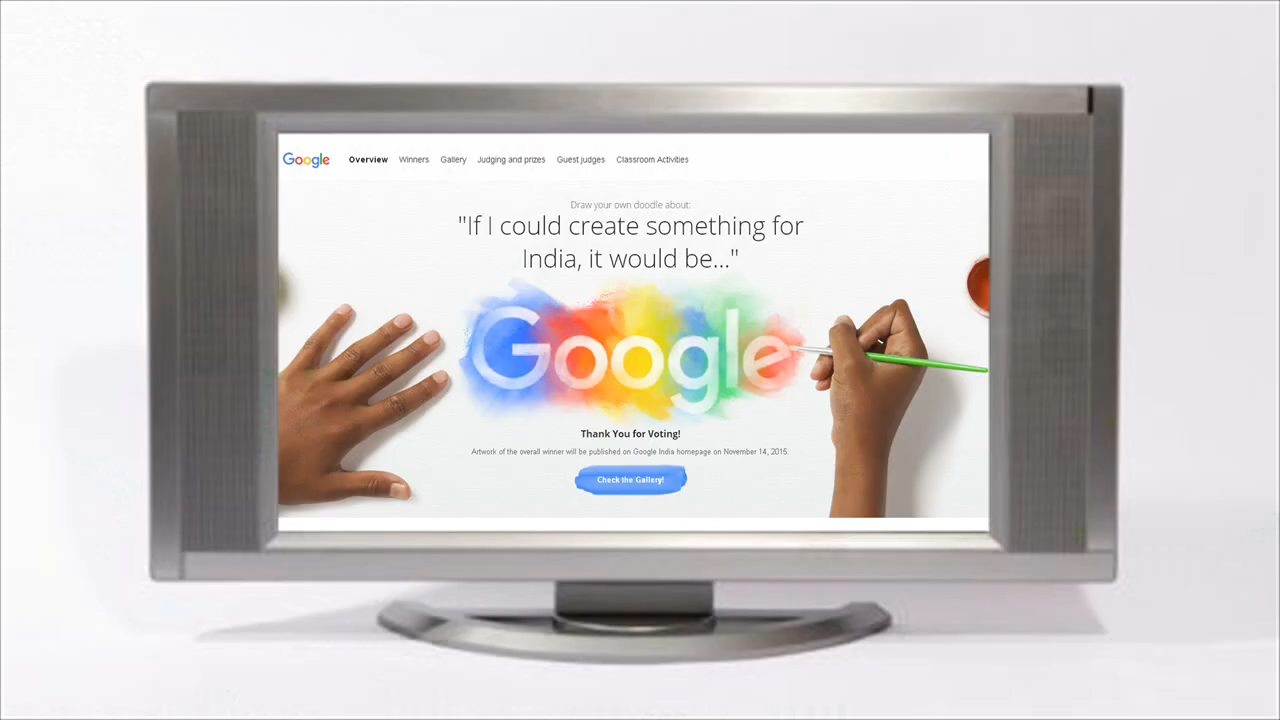 Google Overview Winners Gallery Judging and prizes Guest judges Classroom Activities
Draw your own doodle about:
"If I could create something for
India, it would be..."
Google
Thank You for Voting!
Artwork of the overall winner will be published on Google India homepage on November 14, 2015.
Check the Gallery!